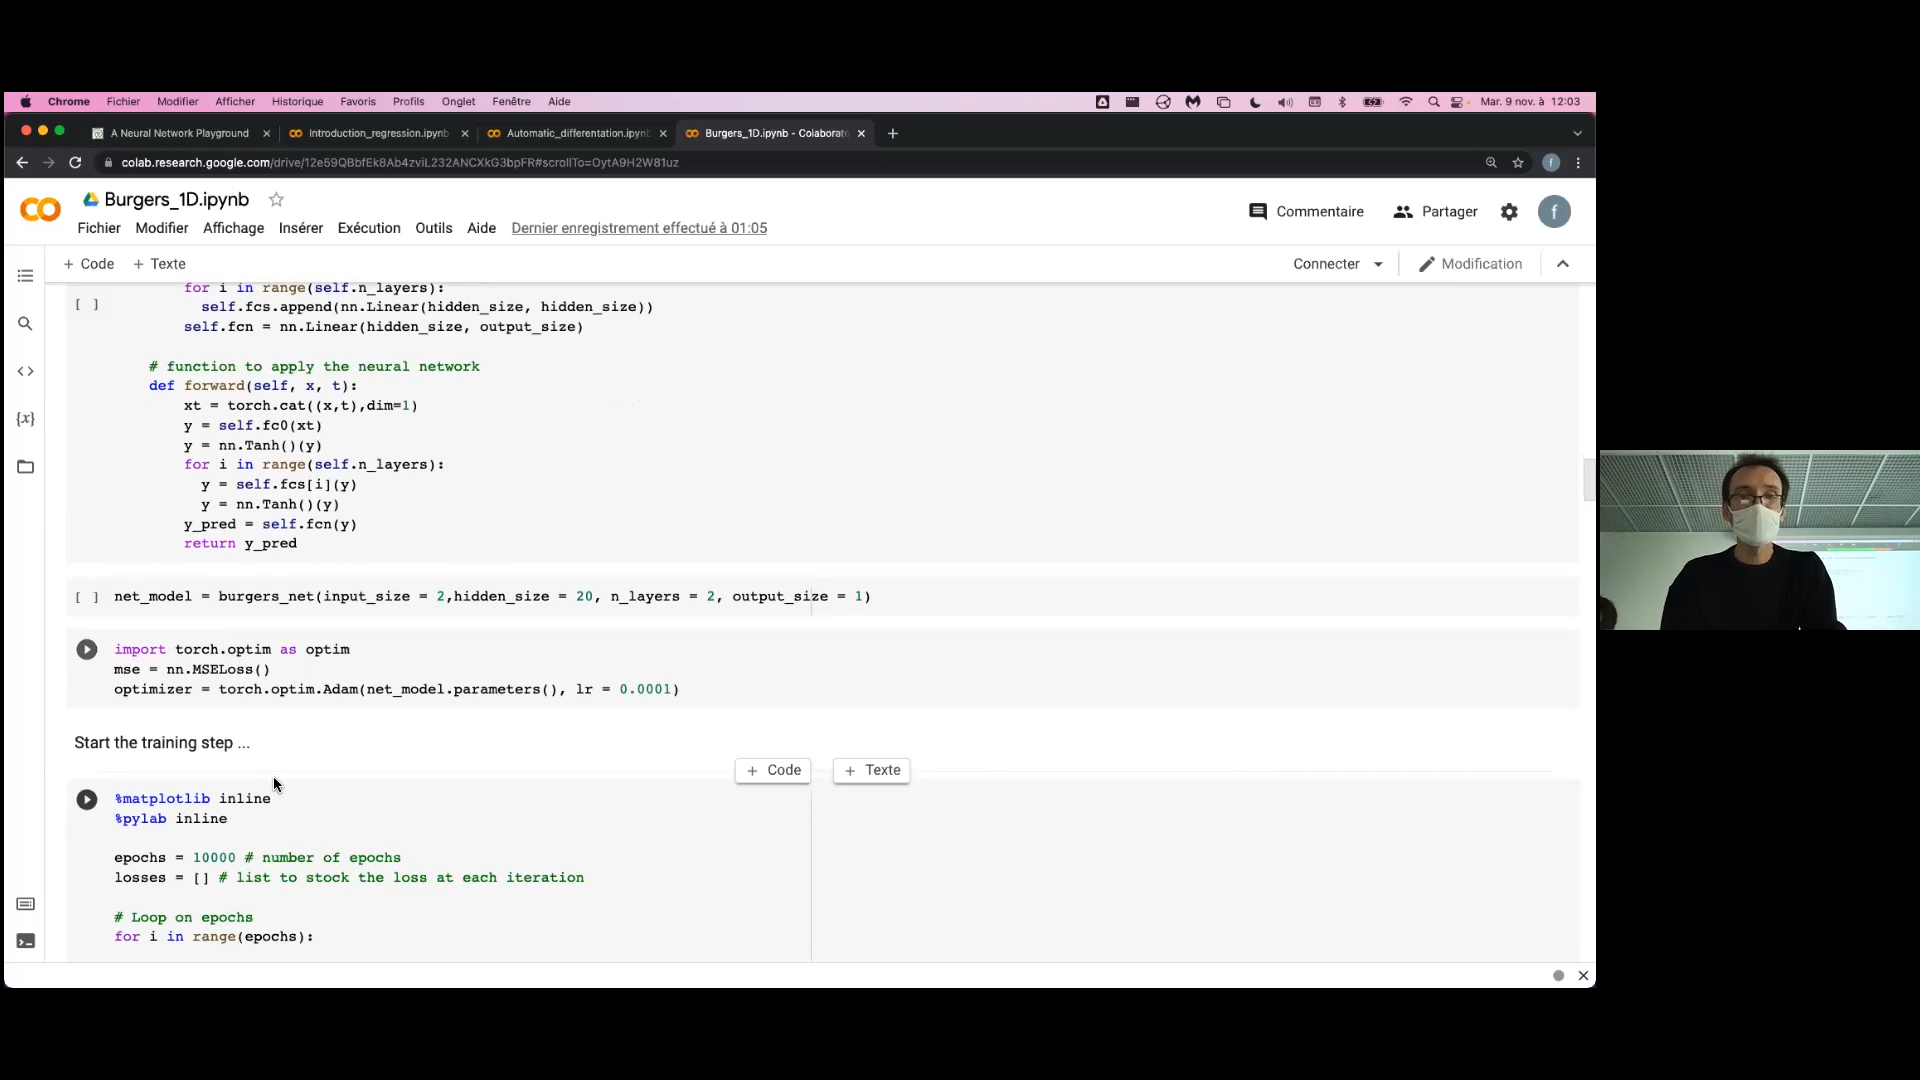 Chrome Fichier Modifier Afficher Historique Favoris Profils Onglet Fenêtre Aide Mar. 9 nov. à 12:03
A Neural Network Playground Introduction_regression.ipynb Automatic_differentation.ipynb Burgers_1D.ipynb - Colaborato
colab.research.google.com/drive/12e59QBbfEk8Ab4zviL232ANCXkG3bpFR#scrollTo=OytA9H2W81uz f
Burgers_1D.ipynb
Commentaire Partager f
Fichier Modifier Affichage Insérer Exécution Outils Aide Dernier enregistrement effectué à 01:05
+ Code + Texte Connecter Modification
for i in range(self.n_layers):
[ ] self.fcs.append(nn.Linear(hidden_size, hidden_size))
self.fcn = nn.Linear(hidden_size, output_size)
# function to apply the neural network
def forward(self, x, t):
xt = torch.cat((x,t),dim=1)
y = self.fc0(xt)
y = nn.Tanh()(y)
for i in range(self.n_layers):
y = self.fcs[i](y)
y = nn.Tanh()(y)
y_pred = self.fcn(y)
return y_pred
[ ] net_model = burgers_net(input_size = 2,hidden_size = 20, n_layers = 2, output_size = 1)
import torch.optim as optim
mse = nn.MSELoss()
optimizer = torch.optim.Adam(net_model.parameters(), lr = 0.0001)
Start the training step ...
+ Code + Texte
%matplotlib inline
%pylab inline
epochs = 10000 # number of epochs
losses = [] # list to stock the loss at each iteration
# Loop on epochs
for i in range(epochs):